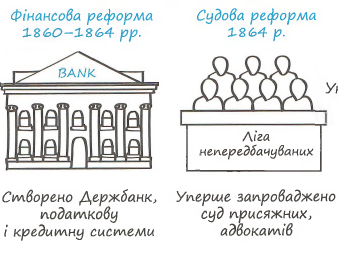 Фінансова реформа
1860–1864 рр.
BANK
Створено Держбанк,
податкову
і кредитну системи
Судова реформа
1864 р.
Ліга
непередбачуваних
Уперше запроваджено
суд присяжних,
адвокатів